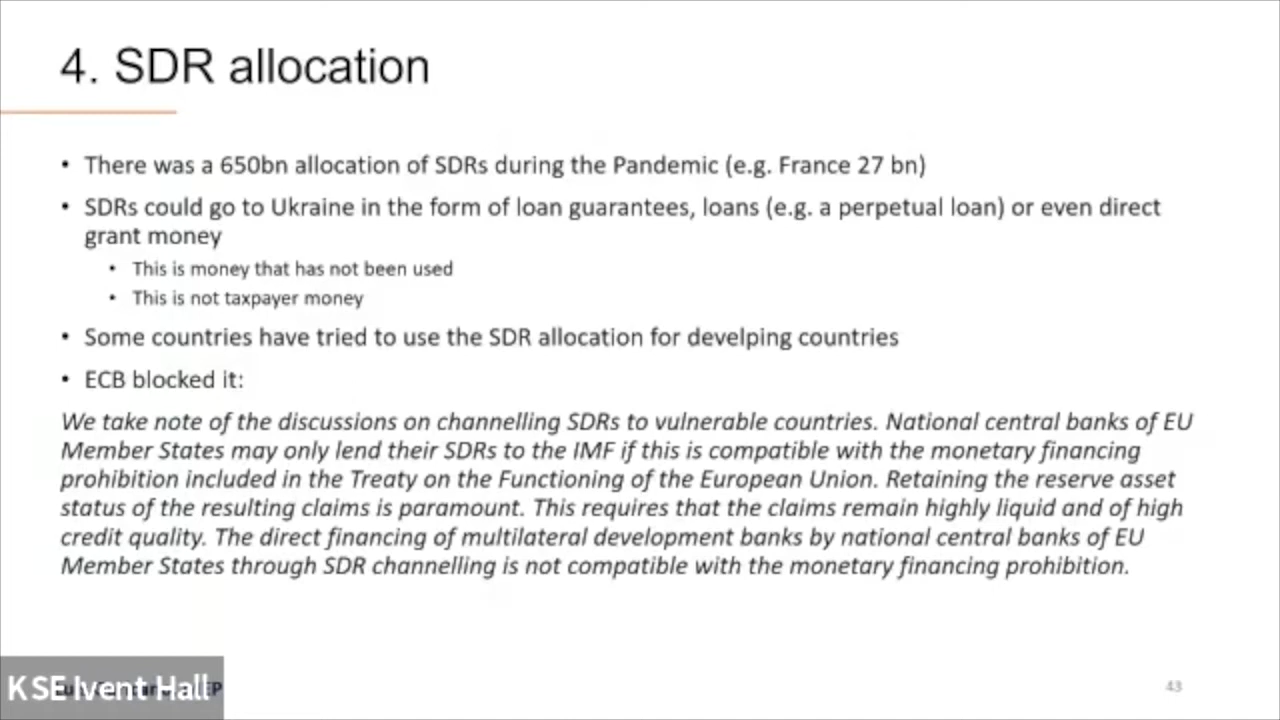 4. SDR allocation
• There was a 650bn allocation of SDRs during the Pandemic (e.g. France 27 bn)
• SDRs could go to Ukraine in the form of loan guarantees, loans (e.g. a perpetual loan) or even direct
grant money
• This is money that has not been used
• This is not taxpayer money
• Some countries have tried to use the SDR allocation for develping countries
• ECB blocked it:
We take note of the discussions on channelling SDRs to vulnerable countries. National central banks of EU
Member States may only lend their SDRs to the IMF if this is compatible with the monetary financing
prohibition included in the Treaty on the Functioning of the European Union. Retaining the reserve asset
status of the resulting claims is paramount. This requires that the claims remain highly liquid and of high
credit quality. The direct financing of multilateral development banks by national central banks of EU
Member States through SDR channelling is not compatible with the monetary financing prohibition.
KSE Ivent Hall
43